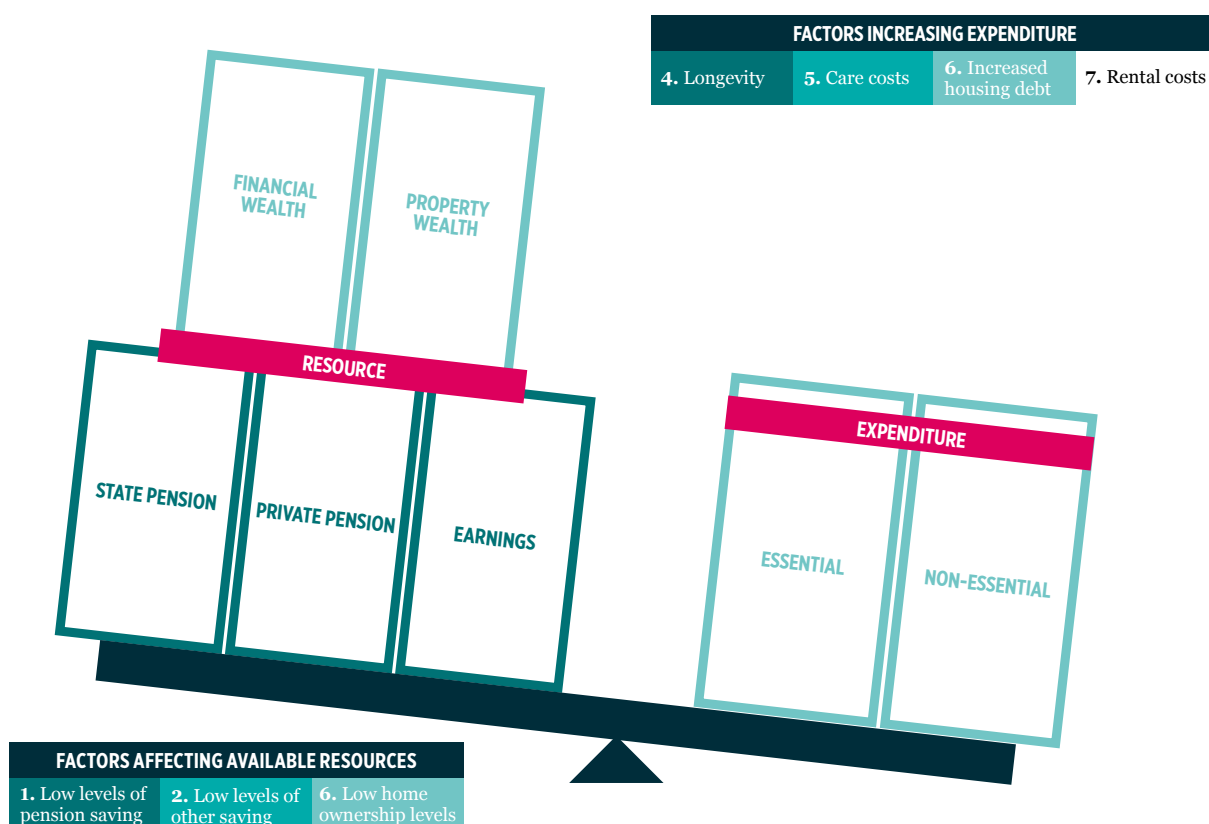 FACTORS INCREASING EXPENDITURE
4. Longevity
5. Care costs
6. Increased
housing debt
7. Rental costs
FINANCIAL
WEALTH
PROPERTY
WEALTH
RESOURCE
STATE PENSION
PRIVATE PENSION
EARNINGS
EXPENDITURE
ESSENTIAL
NON-ESSENTIAL
FACTORS AFFECTING AVAILABLE RESOURCES
1. Low levels of
pension saving
2. Low levels of
other saving
6. Low home
ownership levels